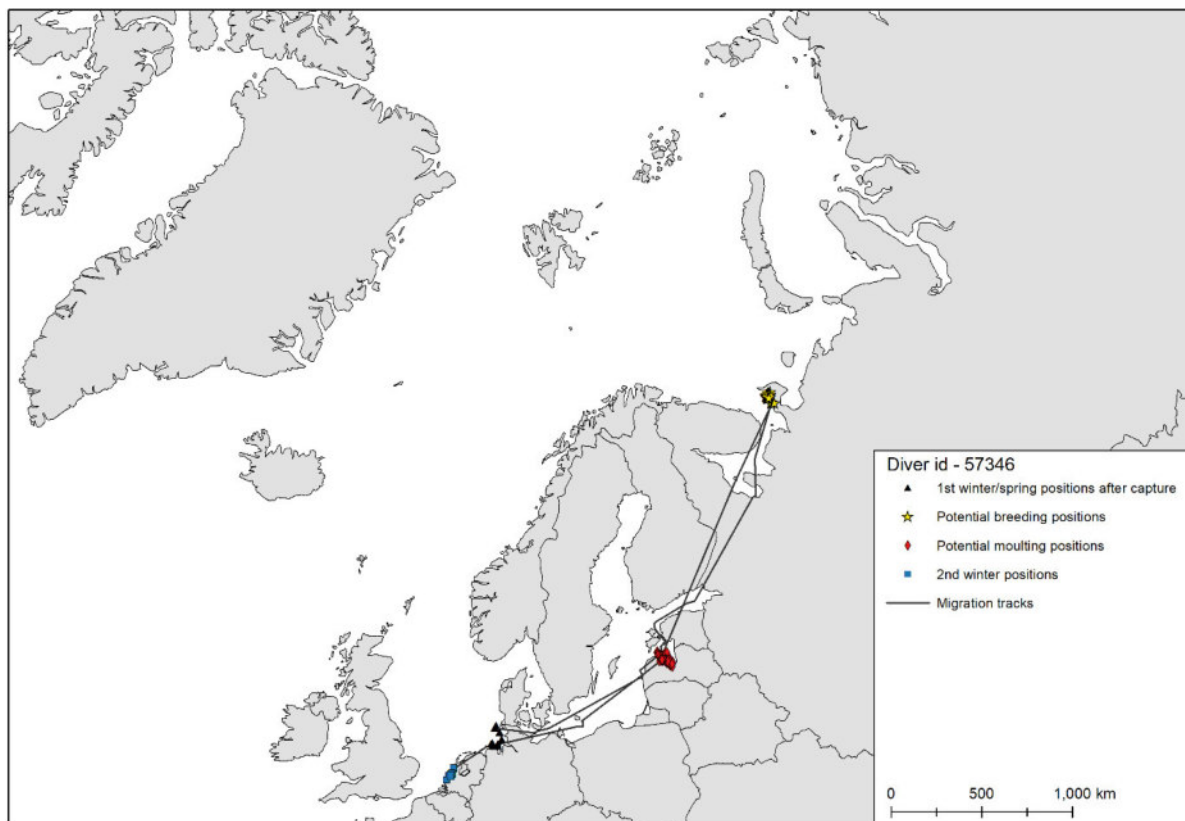 Diver id - 57346
1st winter/spring positions after capture
Potential breeding positions
Potential moulting positions
2nd winter positions
Migration tracks
0 500 1,000 km